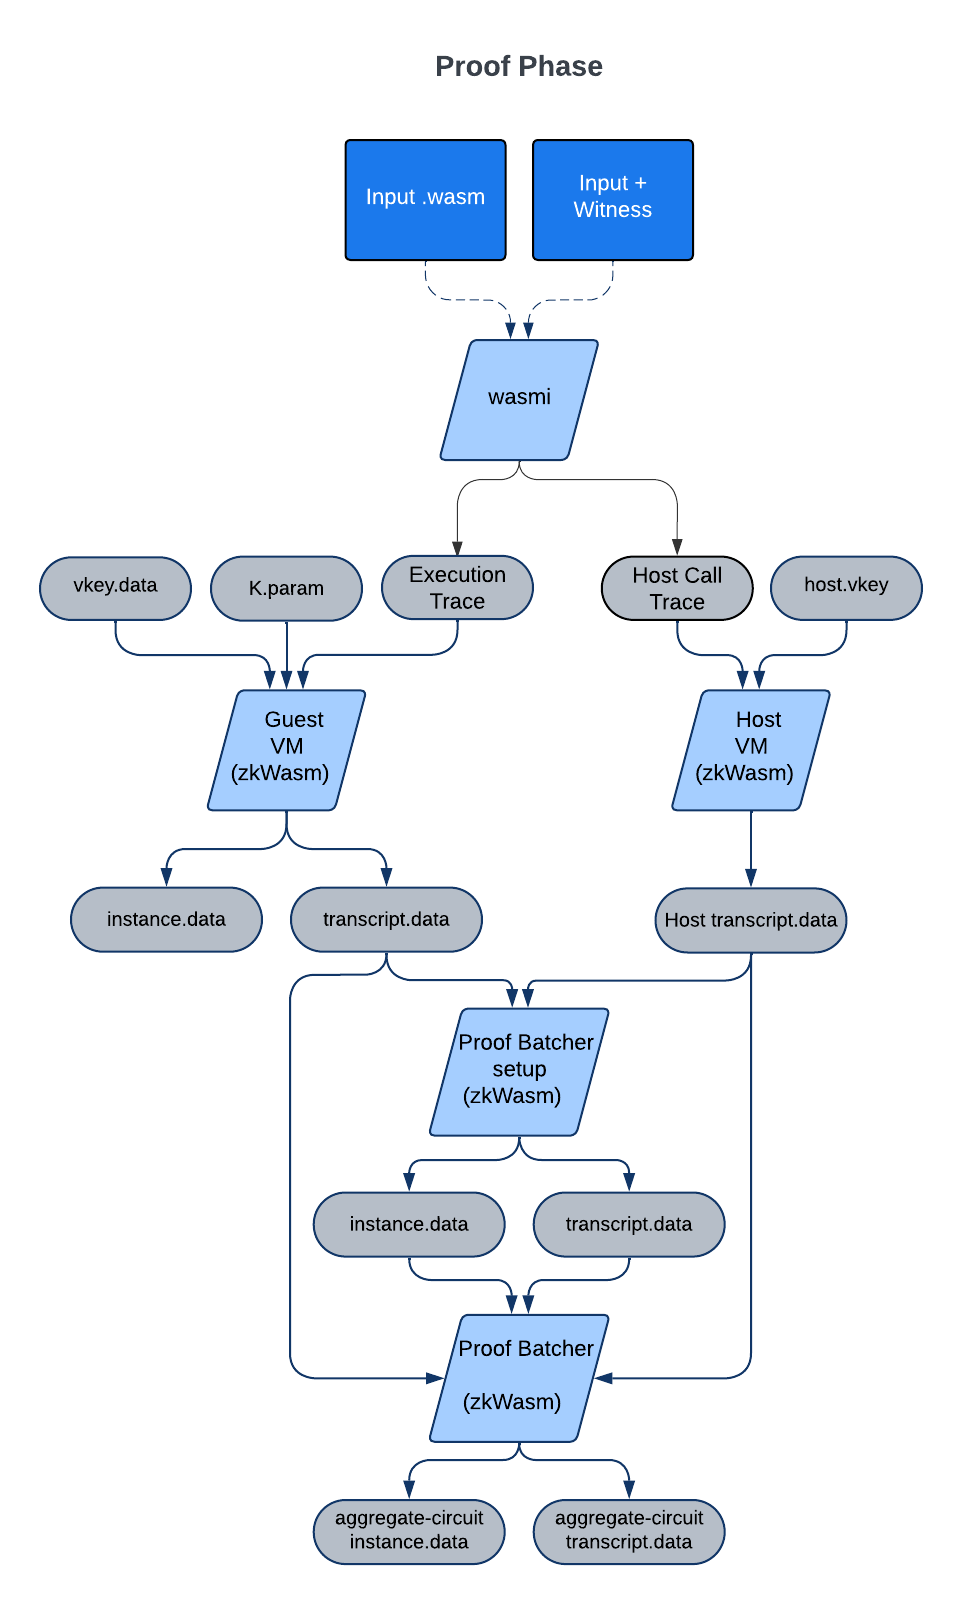 Proof Phase
Input .wasm
Input +
Witness
wasmi
vkey.data
K.param
Execution
Trace
Host Call
Trace
host.vkey
Guest
VM
(zkWasm)
Host
VM
(zkWasm)
instance.data
transcript.data
Host transcript.data
Proof Batcher
setup
(zkWasm)
instance.data
transcript.data
Proof Batcher
(zkWasm)
aggregate-circuit
instance.data
aggregate-circuit
transcript.data